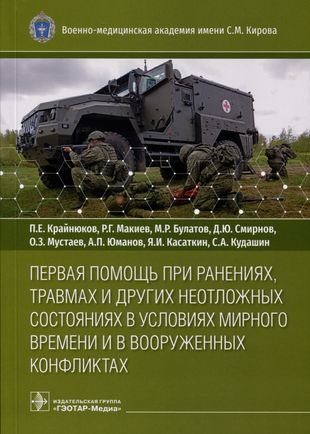 Военно-медицинская академия имени С.М. Кирова
П.Е. Крайнюков, Р.Г. Макиев, М.Р. Булатов, Д.Ю. Смирнов,
О.З. Мустаев, А.П. Юманов, Я.И. Касаткин, С.А. Кудашин
ПЕРВАЯ ПОМОЩЬ ПРИ РАНЕНИЯХ,
ТРАВМАХ И ДРУГИХ НЕОТЛОЖНЫХ
СОСТОЯНИЯХ В УСЛОВИЯХ МИРНОГО
ВРЕМЕНИ И В ВООРУЖЕННЫХ
КОНФЛИКТАХ
ИЗДАТЕЛЬСКАЯ ГРУППА
«ГЭОТАР-Медиа»